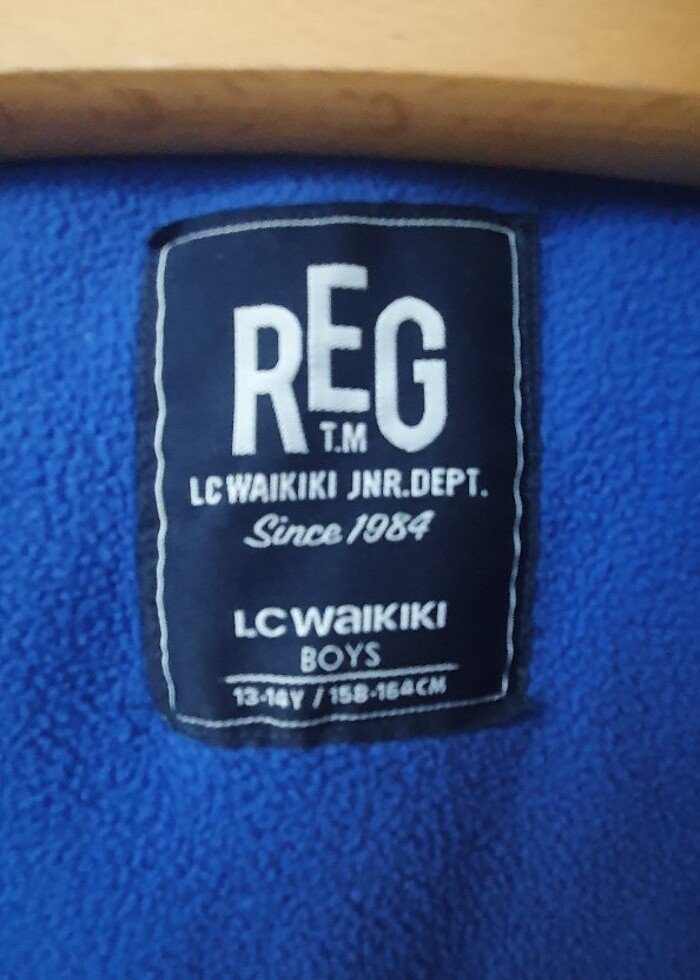 REG
T.M
LC WAIKIKI JNR.DEPT.
Since 1984
LC WAIKIKI
BOYS
13-14Y / 158-164CM